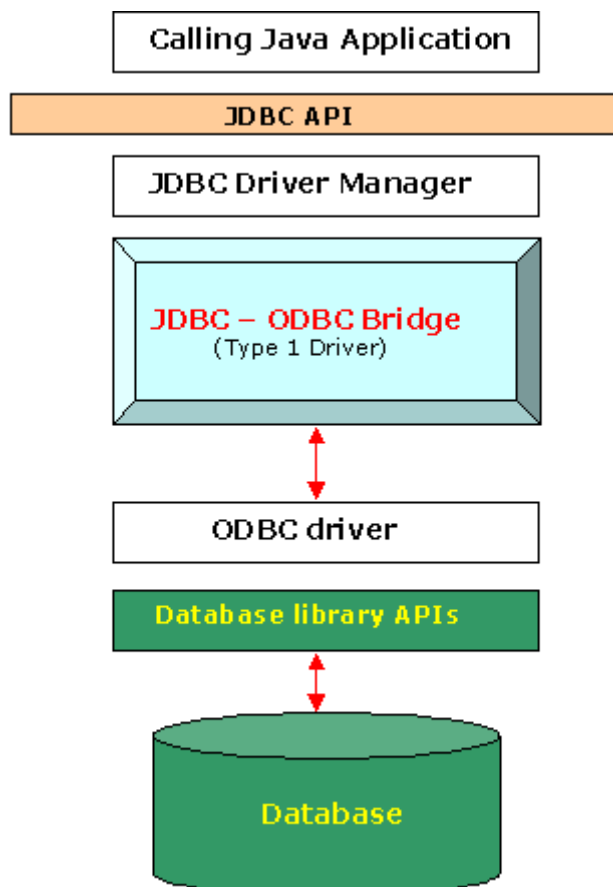 Calling Java Application
JDBC API
JDBC Driver Manager
JDBC – ODBC Bridge
(Type 1 Driver)
ODBC driver
Database library APIs
Database